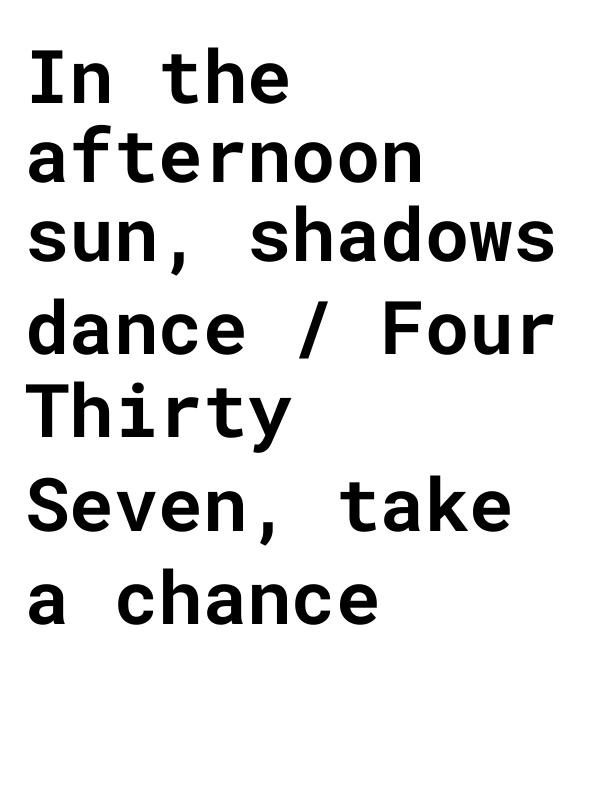 In the
afternoon
sun, shadows
dance / Four
Thirty
Seven, take
a chance